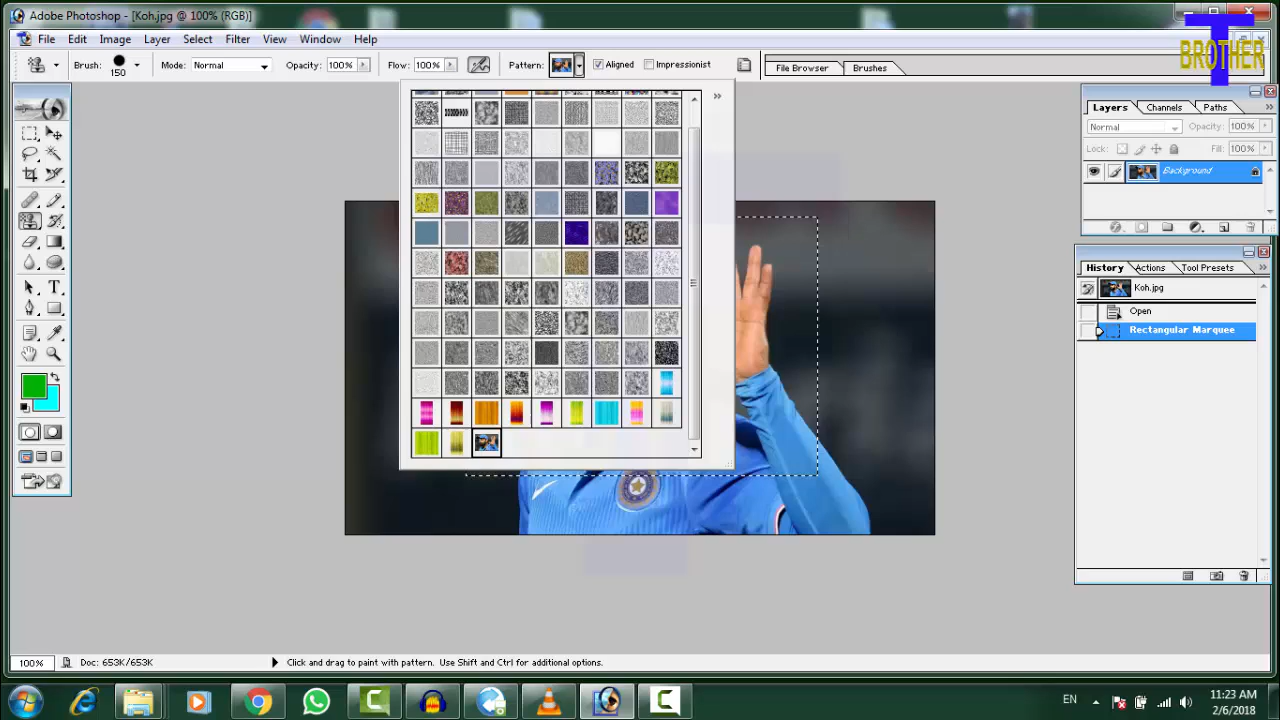 Adobe Photoshop - [Koh.jpg @ 100% (RGB)]
T
BROTHER
File Edit Image Layer Select Filter View Window Help
Brush: 150 Mode: Normal Opacity: 100% Flow: 100% Pattern: Aligned Impressionist File Browser Brushes
Layers Channels Paths
Normal Opacity: 100%
Lock: Fill: 100%
Background
History Actions Tool Presets
Koh.jpg
Open
Rectangular Marquee
T
100% Doc: 653K/653K Click and drag to paint with pattern. Use Shift and Ctrl for additional options.
EN 11:23 AM
2/6/2018